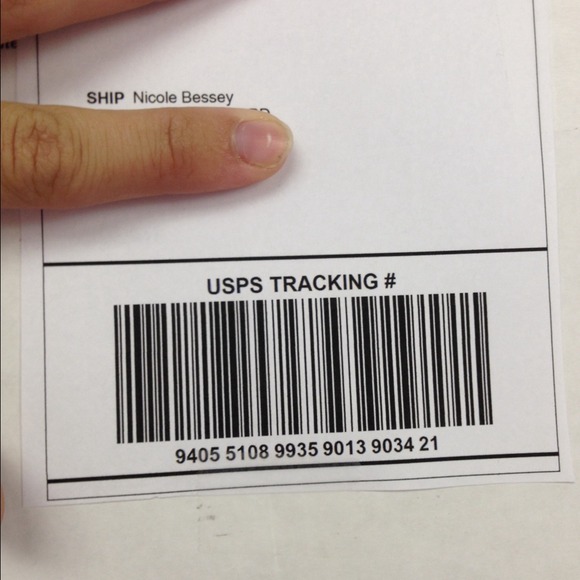 SHIP Nicole Bessey
USPS TRACKING #
9405 5108 9935 9013 9034 21